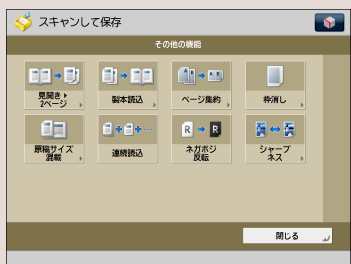 スキャンして保存
その他の機能
見開き▸
2ページ
製本読込
ページ集約
枠消し
原稿サイズ
混載
連続読込
ネガポジ
反転
シャープ
ネス
R
R
閉じる